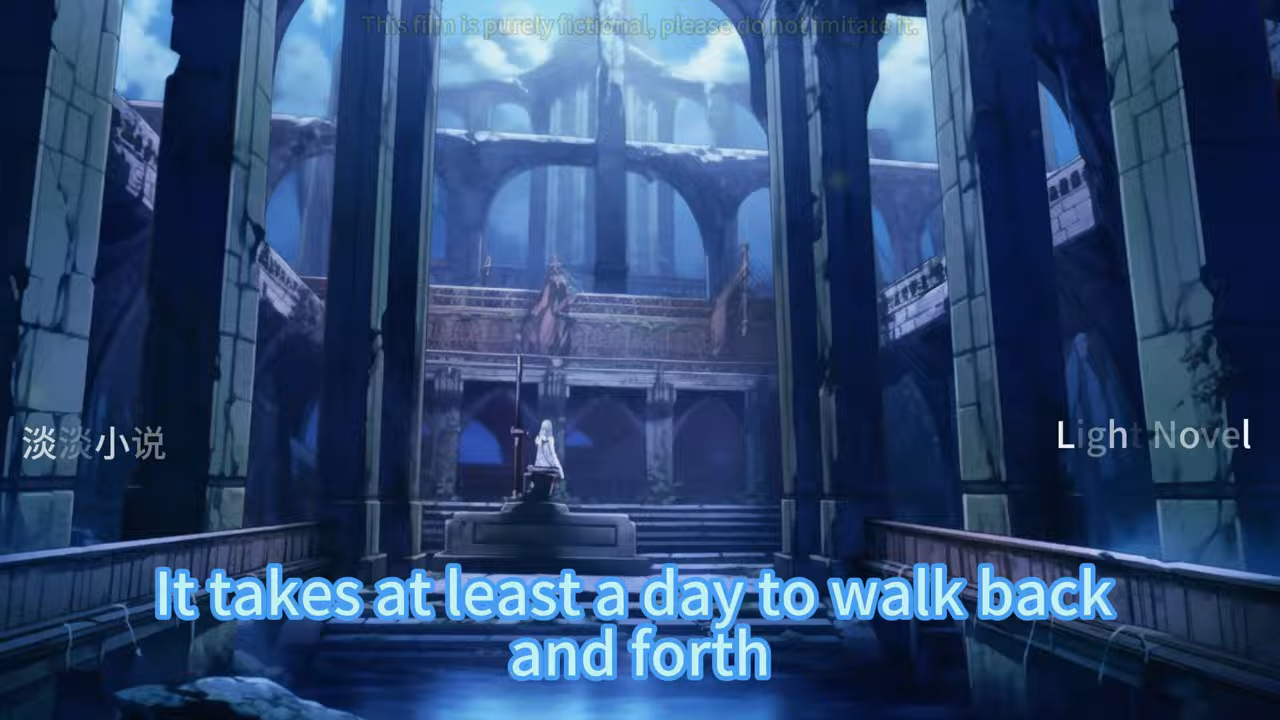 This film is purely fictional, please do not imitate it.
淡淡小说
Light Novel
It takes at least a day to walk back
and forth